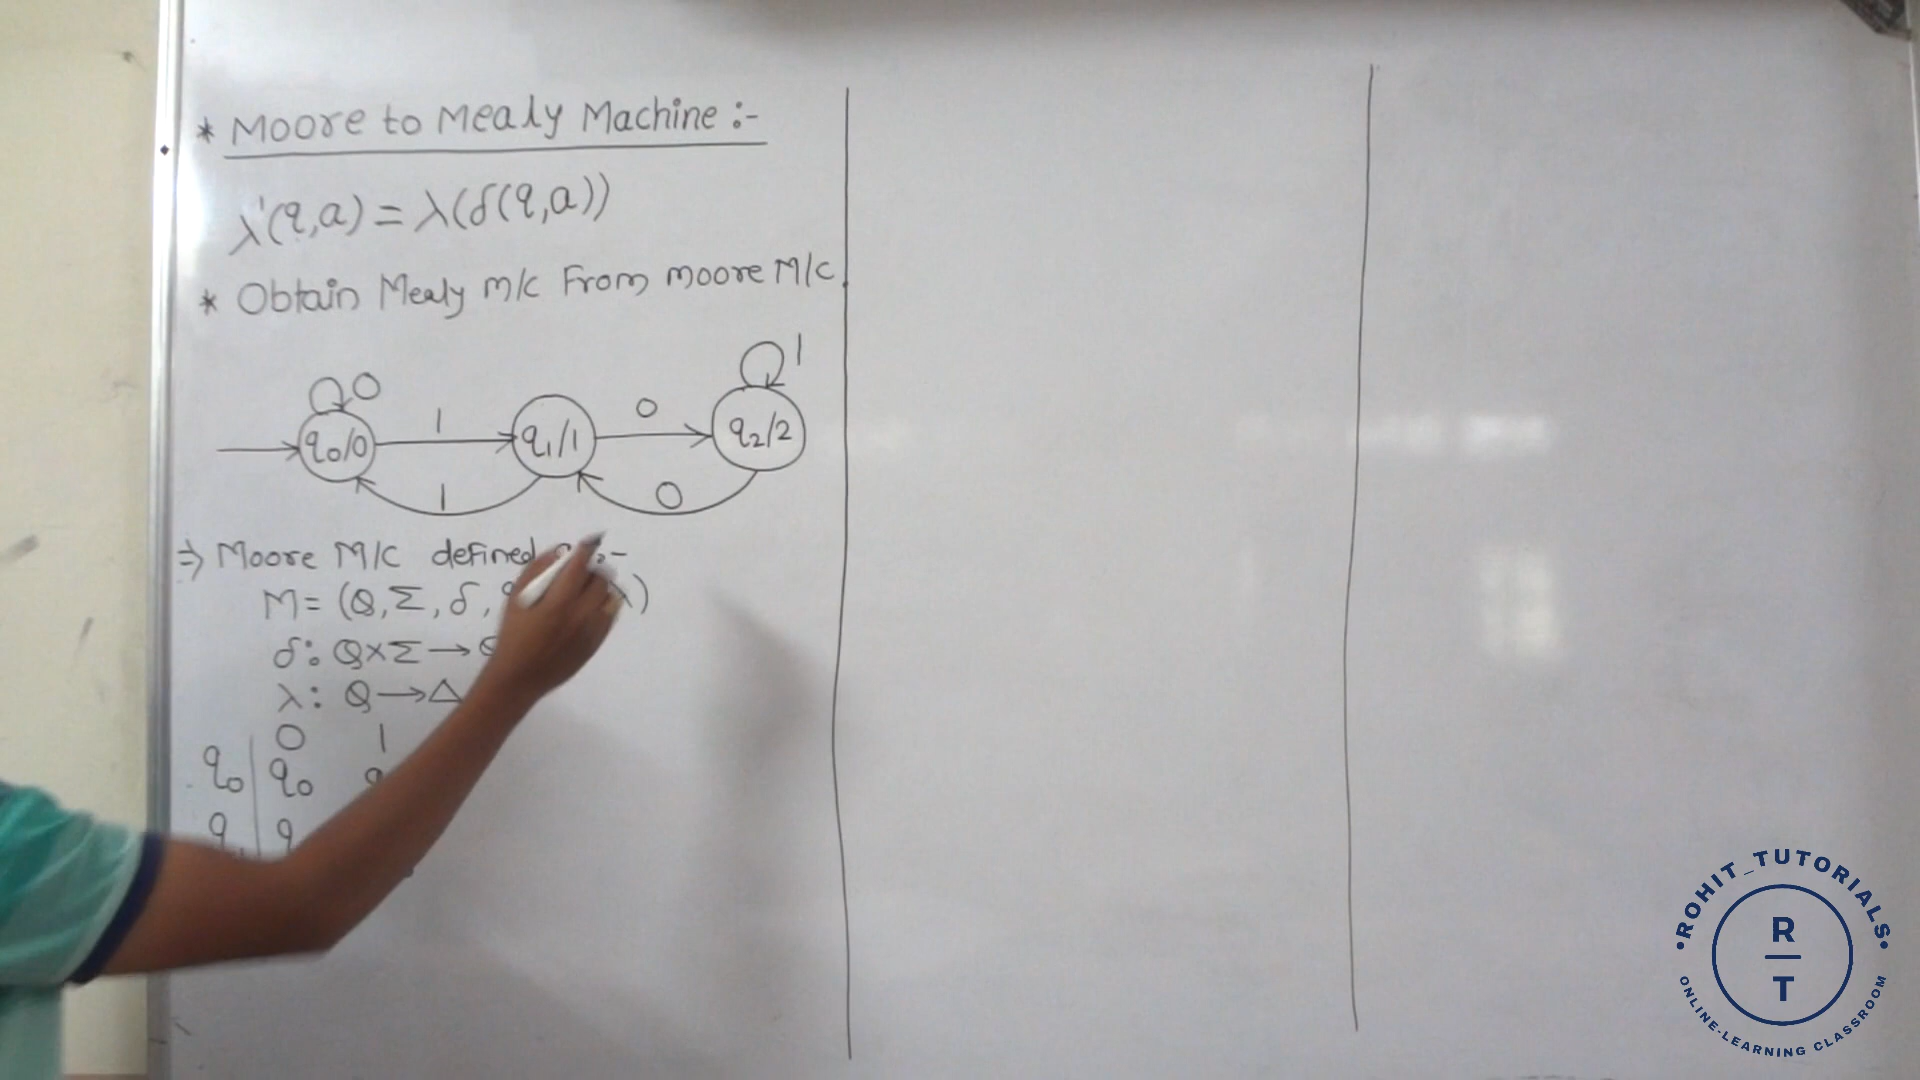 * Moore to Mealy Machine :-
λ'(q,a) = λ(δ(q,a))
* Obtain Mealy m/c From moore M/c.
0 1
1 0
q0/0 q1/1 q2/2
1 0
⇒ Moore M/c defined :-
M = (Q, Σ, δ, λ)
δ: Q×Σ→
λ: Q→Δ
0 1
q0 q0
q q
•ROHIT_TUTORIALS•
R
T
ONLINE-LEARNING CLASSROOM